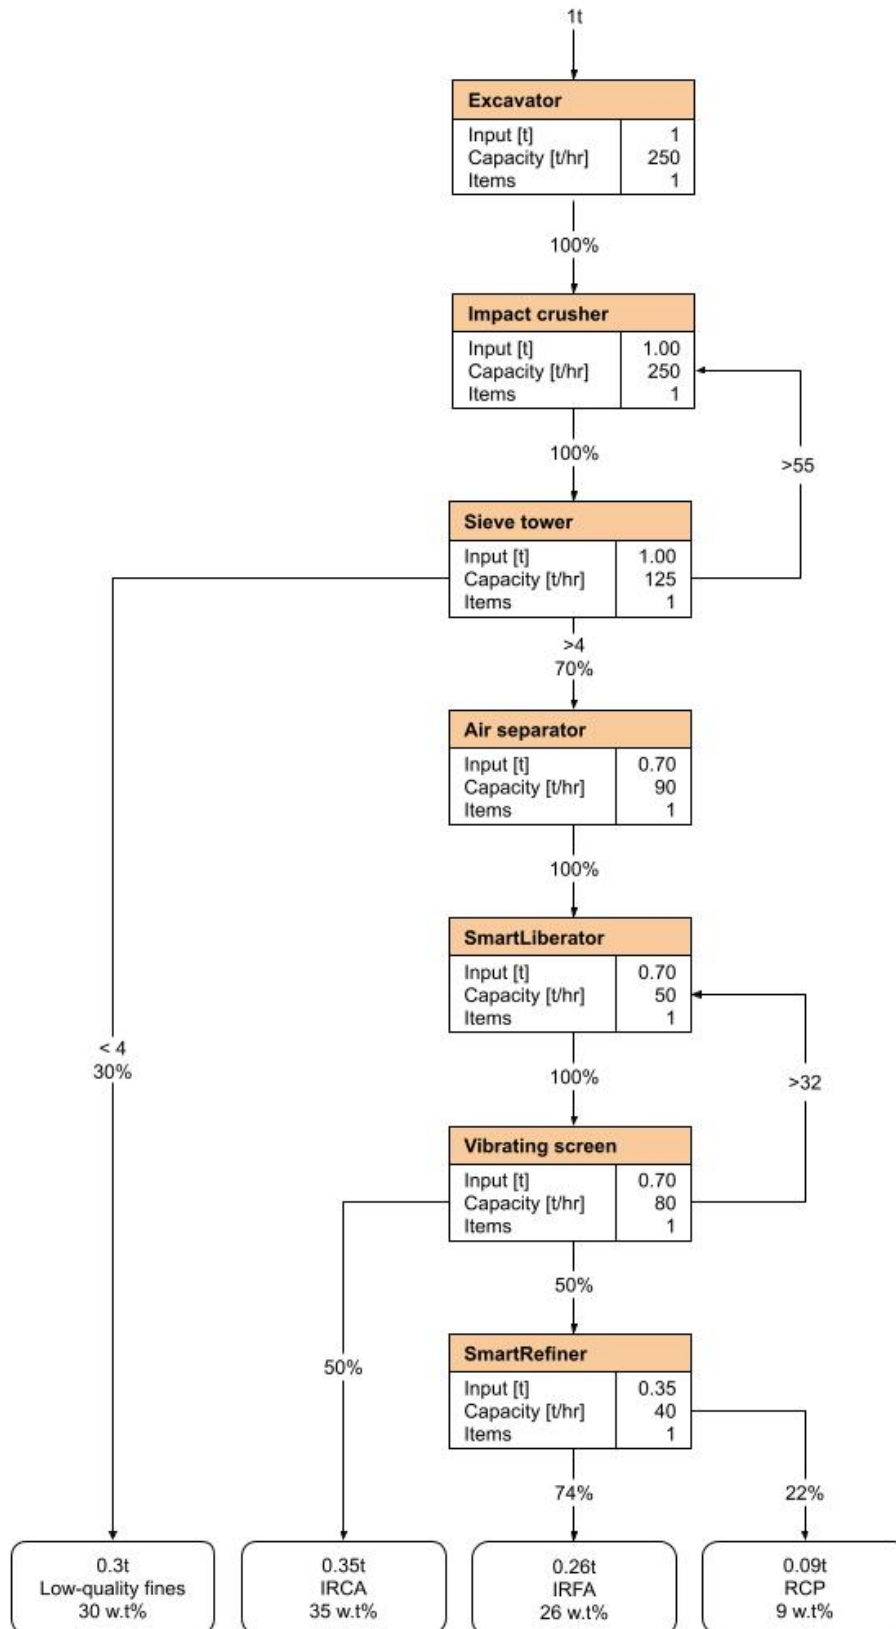 1t
Excavator
Input [t] 1
Capacity [t/hr] 250
Items 1
100%
Impact crusher
Input [t] 1.00
Capacity [t/hr] 250
Items 1
100%
>55
Sieve tower
Input [t] 1.00
Capacity [t/hr] 125
Items 1
>4
70%
Air separator
Input [t] 0.70
Capacity [t/hr] 90
Items 1
100%
SmartLiberator
Input [t] 0.70
Capacity [t/hr] 50
Items 1
< 4
30%
100%
>32
Vibrating screen
Input [t] 0.70
Capacity [t/hr] 80
Items 1
50%
50%
SmartRefiner
Input [t] 0.35
Capacity [t/hr] 40
Items 1
74%
22%
0.3t
Low-quality fines
30 w.t%
0.35t
IRCA
35 w.t%
0.26t
IRFA
26 w.t%
0.09t
RCP
9 w.t%